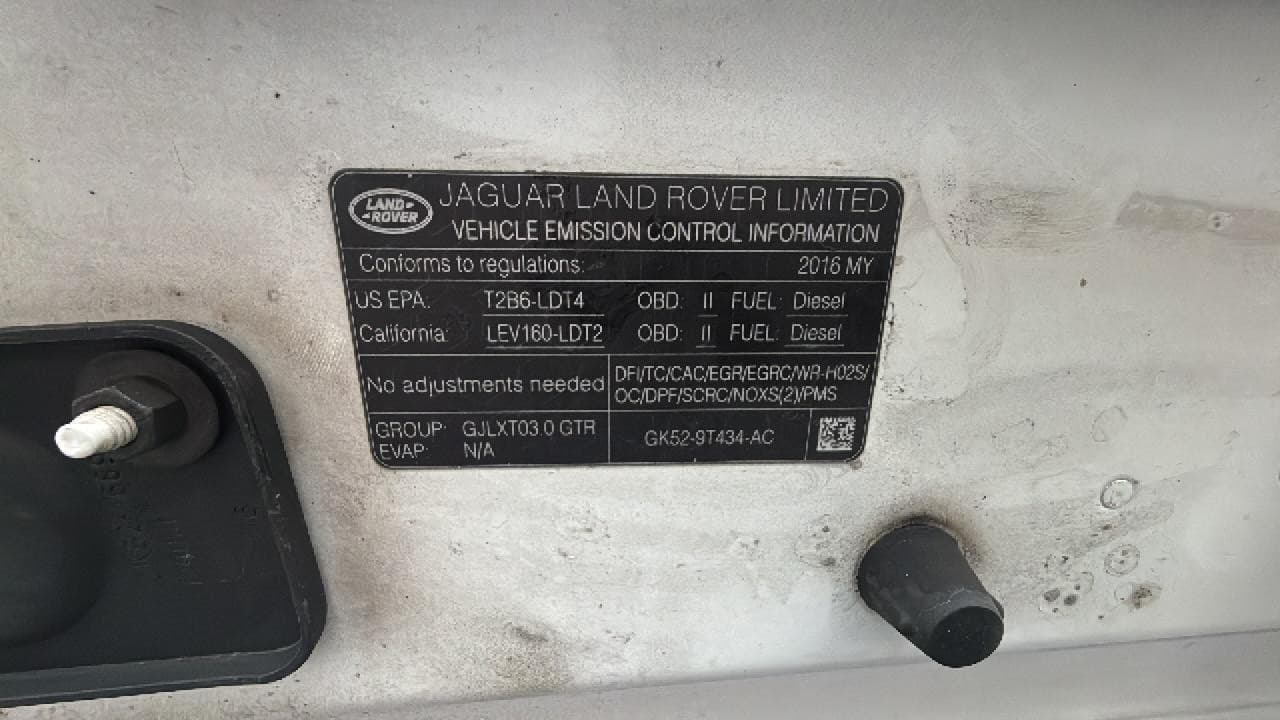 LAND-
-ROVER
JAGUAR LAND ROVER LIMITED
VEHICLE EMISSION CONTROL INFORMATION
Conforms to regulations: 2016 MY
US EPA: T2B6-LDT4 OBD: II FUEL: Diesel
California: LEV160-LDT2 OBD: II FUEL: Diesel
No adjustments needed
DFI/TC/CAC/EGR/EGRC/WR-HO2S/
OC/DPF/SCRC/NOXS(2)/PMS
GROUP: GJLXT03.0 GTR
EVAP: N/A
GK52-9T434-AC